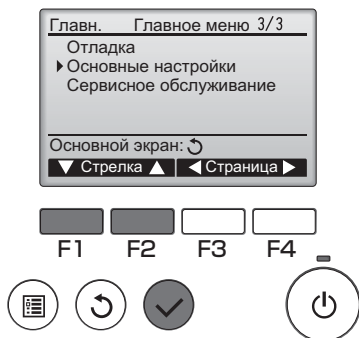 Главн. Главное меню 3/3
Отладка
Основные настройки
Сервисное обслуживание
Основной экран:
Стрелка Страница
F1 F2 F3 F4